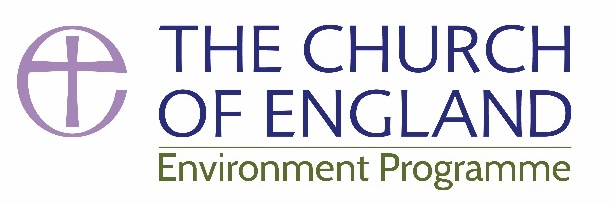 THE CHURCH
OF ENGLAND
Environment Programme